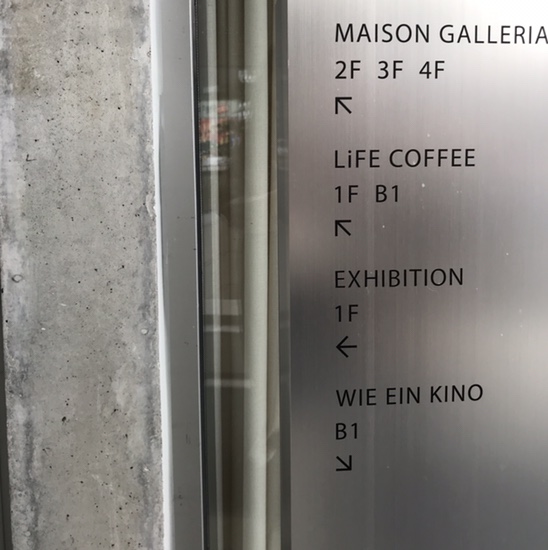 MAISON GALLERIA
2F 3F 4F
↖
LiFE COFFEE
1F B1
↖
EXHIBITION
1F
←
WIE EIN KINO
B1
↘